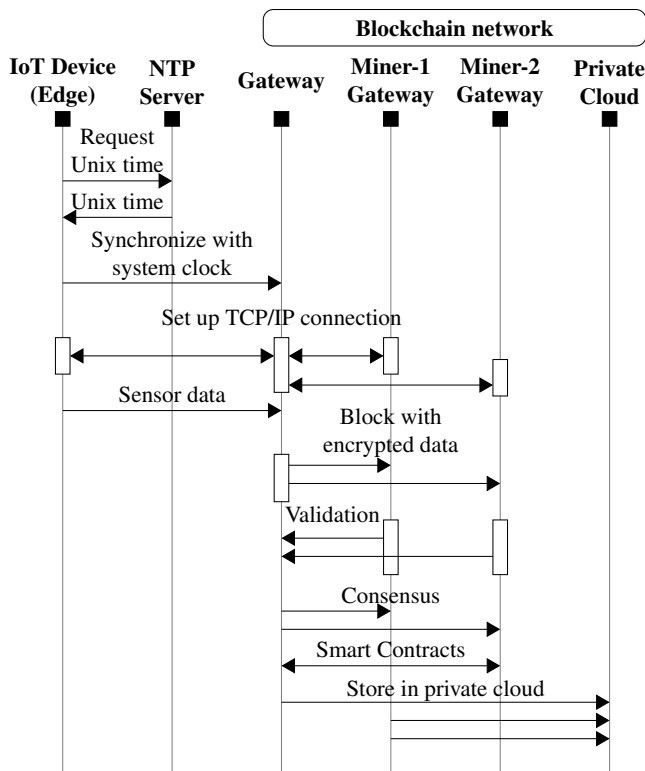 Blockchain network
IoT Device
(Edge)
NTP
Server
Gateway
Miner-1
Gateway
Miner-2
Gateway
Private
Cloud
Request
Unix time
Unix time
Synchronize with
system clock
Set up TCP/IP connection
Sensor data
Block with
encrypted data
Validation
Consensus
Smart Contracts
Store in private cloud